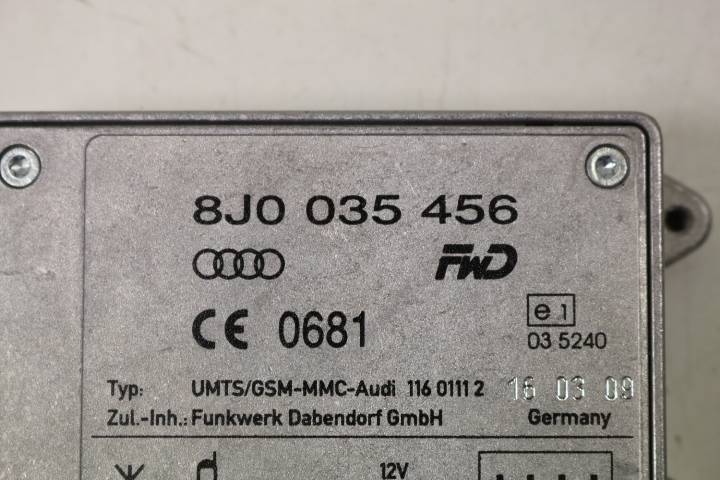 8J0 035 456
FWD
CE 0681
e 1
03 5240
Typ: UMTS/GSM-MMC-Audi 116 0111 2 16 03 09
Zul.-Inh.: Funkwerk Dabendorf GmbH Germany
12V